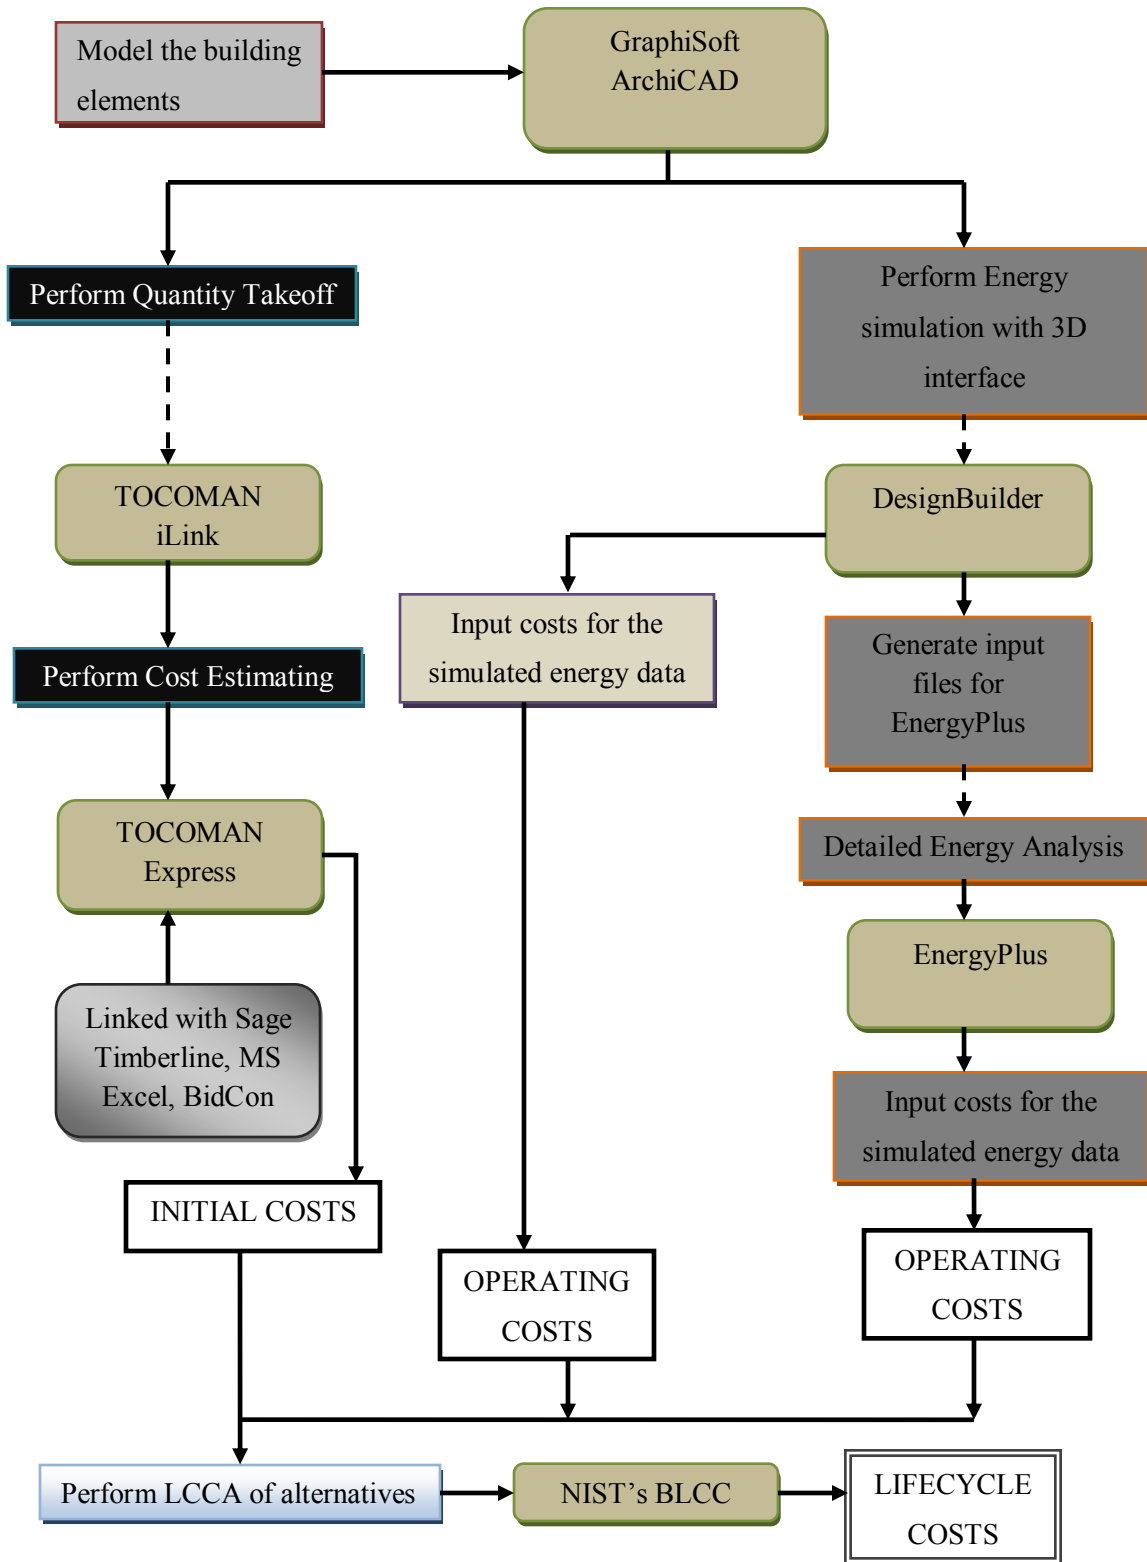 Model the building
elements
GraphiSoft
ArchiCAD
Perform Quantity Takeoff
Perform Energy
simulation with 3D
interface
TOCOMAN
iLink
DesignBuilder
Input costs for the
simulated energy data
Generate input
files for
EnergyPlus
Perform Cost Estimating
TOCOMAN
Express
Detailed Energy Analysis
EnergyPlus
Linked with Sage
Timberline, MS
Excel, BidCon
Input costs for the
simulated energy data
INITIAL COSTS
OPERATING
COSTS
OPERATING
COSTS
Perform LCCA of alternatives
NIST’s BLCC
LIFECYCLE
COSTS